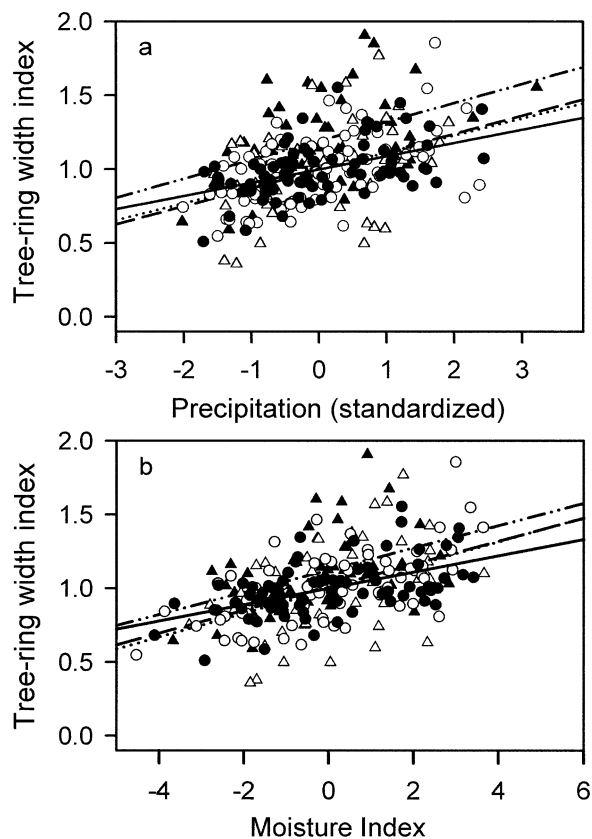 2.0
a
1.5
1.0
0.5
0.0
Tree-ring width index
-3 -2 -1 0 1 2 3
Precipitation (standardized)
2.0
b
1.5
1.0
0.5
0.0
Tree-ring width index
-4 -2 0 2 4 6
Moisture Index